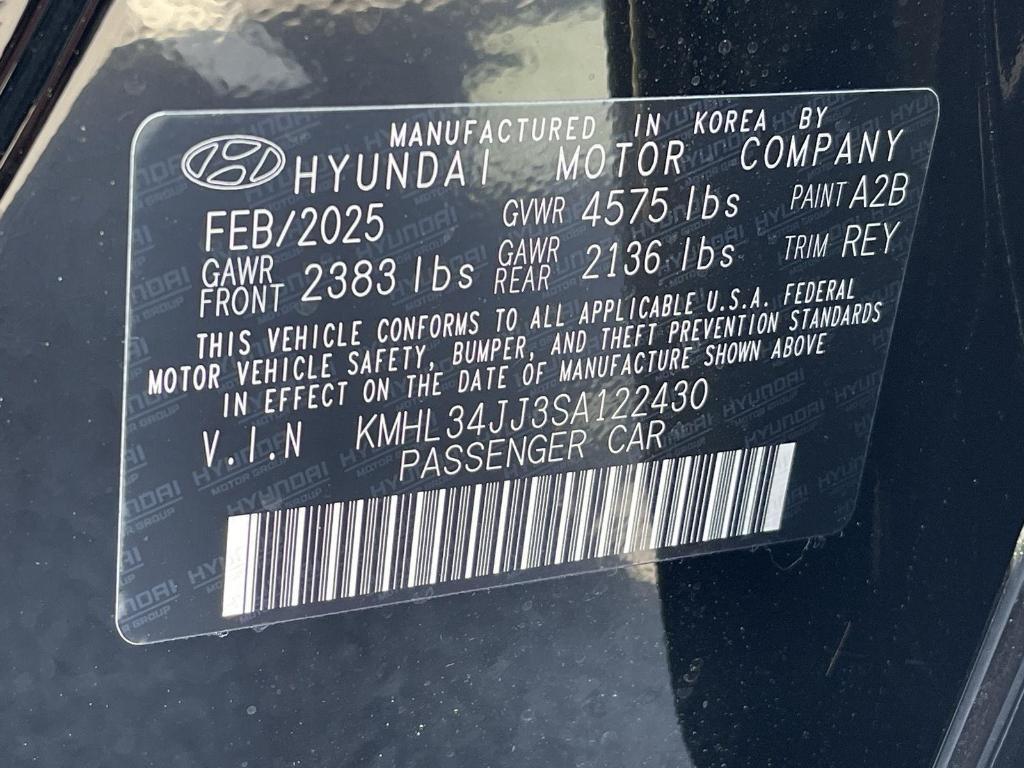 MANUFACTURED IN KOREA BY
HYUNDAI MOTOR COMPANY
FEB/2025 GVWR 4575 lbs PAINT A2B
GAWR FRONT 2383 lbs GAWR REAR 2136 lbs TRIM REY
THIS VEHICLE CONFORMS TO ALL APPLICABLE U.S.A. FEDERAL
MOTOR VEHICLE SAFETY, BUMPER, AND THEFT PREVENTION STANDARDS
IN EFFECT ON THE DATE OF MANUFACTURE SHOWN ABOVE
V.I.N KMHL34JJ3SA122430
PASSENGER CAR